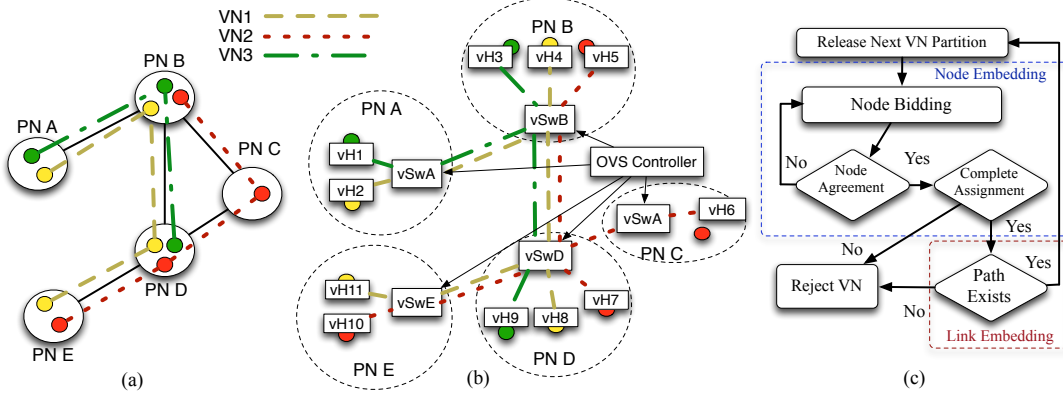 VN1
VN2
VN3
PN B
PN A
PN C
PN D
PN E
(a)
PN B
vH3
vH4
vH5
PN A
vSwB
vH1
vH2
vSwA
OVS Controller
vSwA
vH6
PN C
vSwD
vH11
vSwE
vH10
vH7
vH9
vH8
PN E
PN D
(b)
Release Next VN Partition
Node Embedding
Node Bidding
No
Node
Agreement
Yes
Complete
Assignment
No
Yes
Reject VN
Path
Exists
Yes
No
Link Embedding
(c)